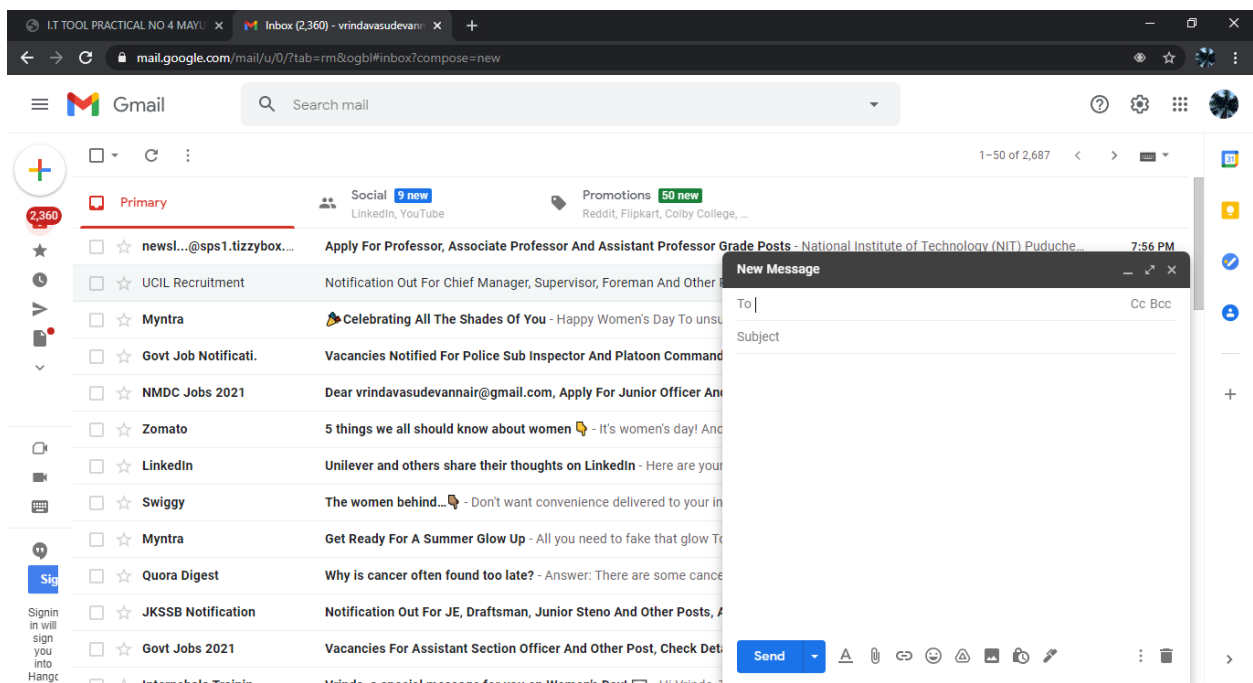 I.T TOOL PRACTICAL NO 4 MAYU
Inbox (2,360) - vrindavasudevann
mail.google.com/mail/u/0/?tab=rm&ogbl#inbox?compose=new
Gmail
Search mail
1–50 of 2,687
2,360
Primary
Social 9 new
LinkedIn, YouTube
Promotions 50 new
Reddit, Flipkart, Colby College, ...
newsl...@sps1.tizzybox.... Apply For Professor, Associate Professor And Assistant Professor Grade Posts - National Institute of Technology (NIT) Puduche... 7:56 PM
UCIL Recruitment Notification Out For Chief Manager, Supervisor, Foreman And Other
Myntra 🎉Celebrating All The Shades Of You - Happy Women's Day To unsu
Govt Job Notificati. Vacancies Notified For Police Sub Inspector And Platoon Command
NMDC Jobs 2021 Dear vrindavasudevannair@gmail.com, Apply For Junior Officer An
Zomato 5 things we all should know about women 👇 - It's women's day! And
LinkedIn Unilever and others share their thoughts on LinkedIn - Here are your
Swiggy The women behind...👇🏾 - Don't want convenience delivered to your in
Myntra Get Ready For A Summer Glow Up - All you need to fake that glow To
Quora Digest Why is cancer often found too late? - Answer: There are some cance
JKSSB Notification Notification Out For JE, Draftsman, Junior Steno And Other Posts, A
Govt Jobs 2021 Vacancies For Assistant Section Officer And Other Post, Check Deta
New Message
To
Cc Bcc
Subject
Send
Sig
Signin
in will
sign
you
into
Hangc
31